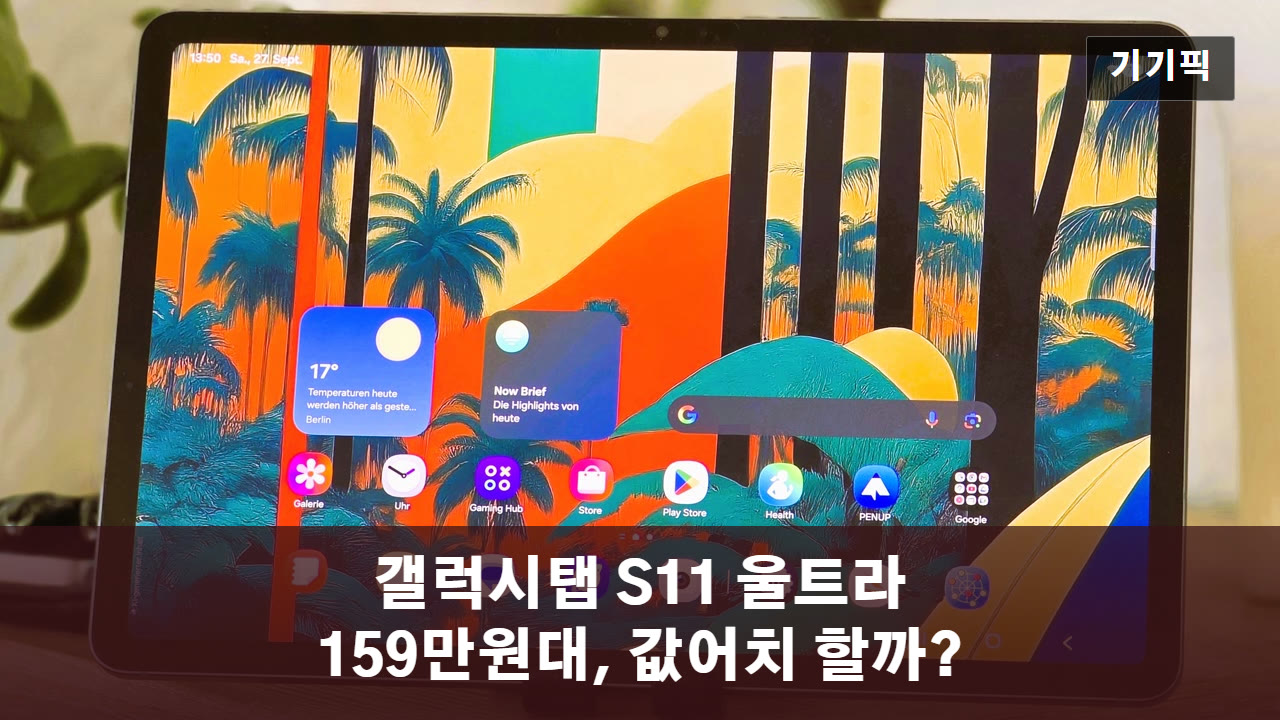 13:50 Sa., 27. Sept.
기기픽
17°
Temperaturen heute
werden höher als geste...
Berlin
Now Brief
Die Highlights von
heute
Galerie
Uhr
Gaming Hub
Store
Play Store
Health
PENUP
Google
갤럭시탭 S11 울트라
159만원대, 값어치 할까?